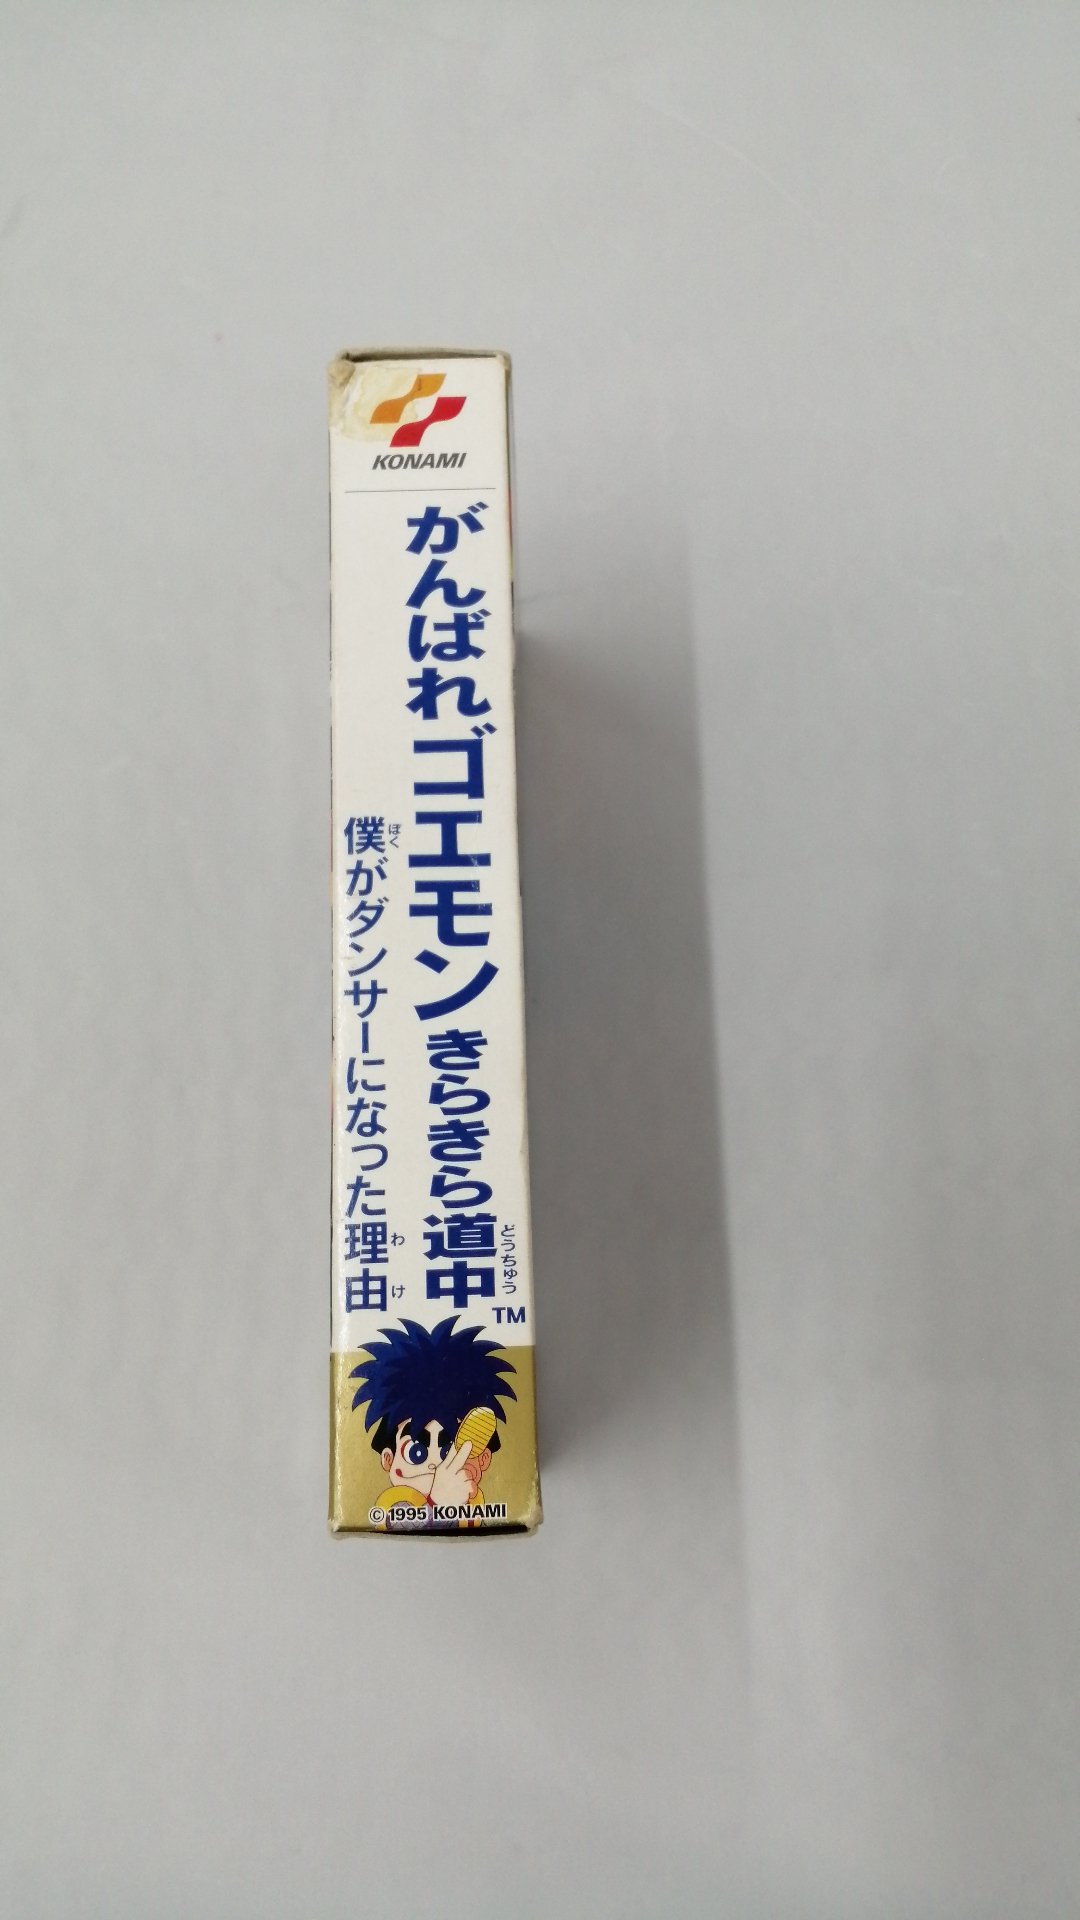 KONAMI
がんばれゴエモンきらきら道中
どうちゅう
TM
僕がダンサーになった理由
ぼく
わけ
© 1995 KONAMI